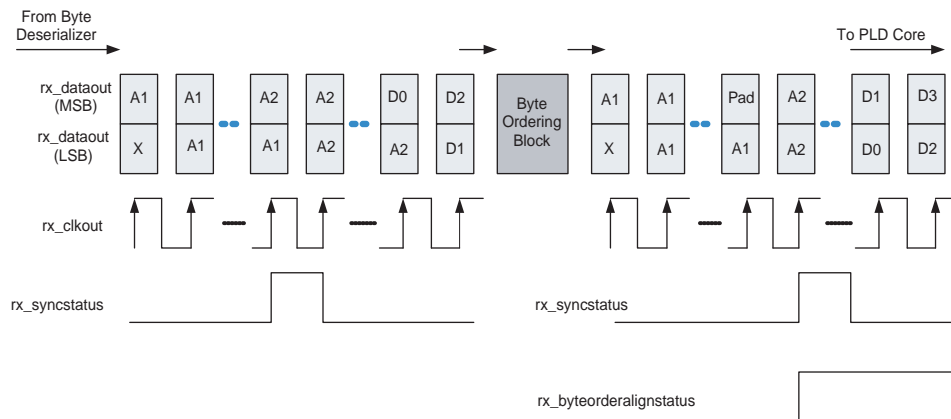 From Byte
Deserializer
To PLD Core
rx_dataout
(MSB)
A1 A1 A2 A2 D0 D2
rx_dataout
(LSB)
X A1 A1 A2 A2 D1
Byte
Ordering
Block
A1 A1 Pad A2 D1 D3
X A1 A1 A2 D0 D2
rx_clkout
rx_syncstatus
rx_syncstatus
rx_byteorderalignstatus